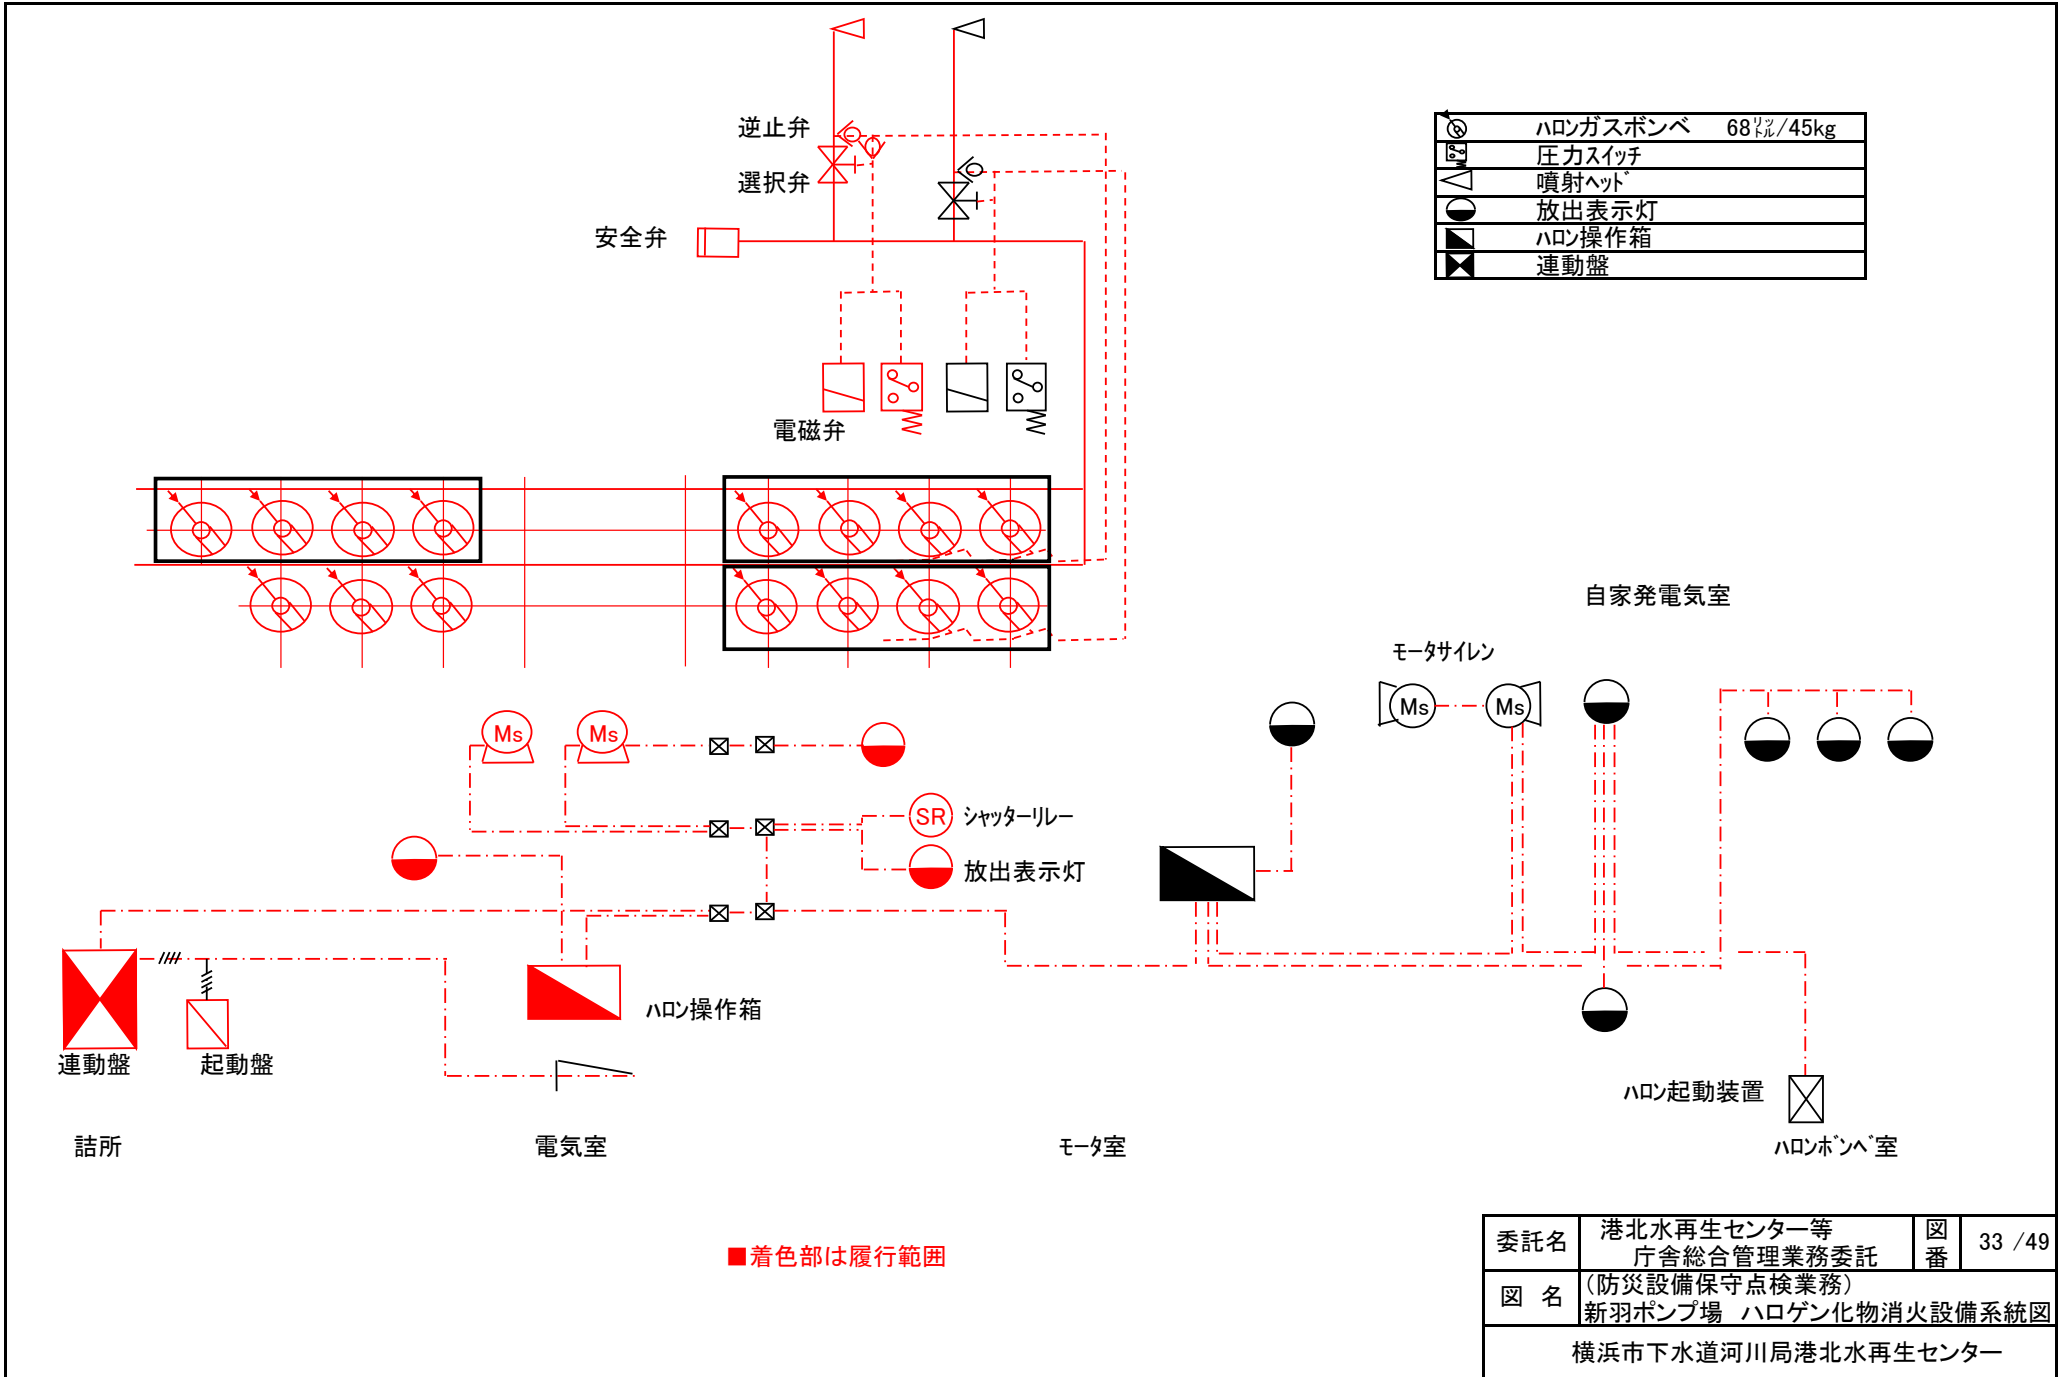 逆止弁
選択弁
安全弁
電磁弁
ﾊﾛﾝガスボンベ 68㍑/45kg
圧力ｽｲｯﾁ
噴射ﾍｯﾄﾞ
放出表示灯
ﾊﾛﾝ操作箱
連動盤
自家発電気室
ﾓｰﾀサイレン
Ms
Ms
Ms
Ms
SR
ｼｬｯﾀｰﾘﾚｰ
放出表示灯
ﾊﾛﾝ操作箱
連動盤
起動盤
ﾊﾛﾝ起動装置
詰所
電気室
ﾓｰﾀ室
ﾊﾛﾝﾎﾞﾝﾍﾞ室
■着色部は履行範囲
委託名
港北水再生センター等
庁舎総合管理業務委託
図番
33 /49
図 名
（防災設備保守点検業務）
新羽ポンプ場 ハロゲン化物消火設備系統図
横浜市下水道河川局港北水再生センター